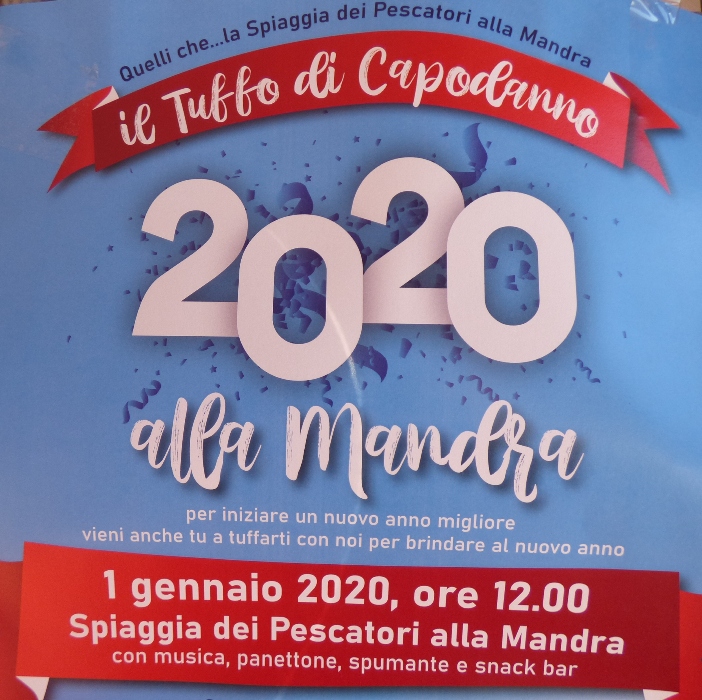 Quelli che...la Spiaggia dei Pescatori alla Mandra
il Tuffo di Capodanno
2020
alla Mandra
per iniziare un nuovo anno migliore
vieni anche tu a tuffarti con noi per brindare al nuovo anno
1 gennaio 2020, ore 12.00
Spiaggia dei Pescatori alla Mandra
con musica, panettone, spumante e snack bar